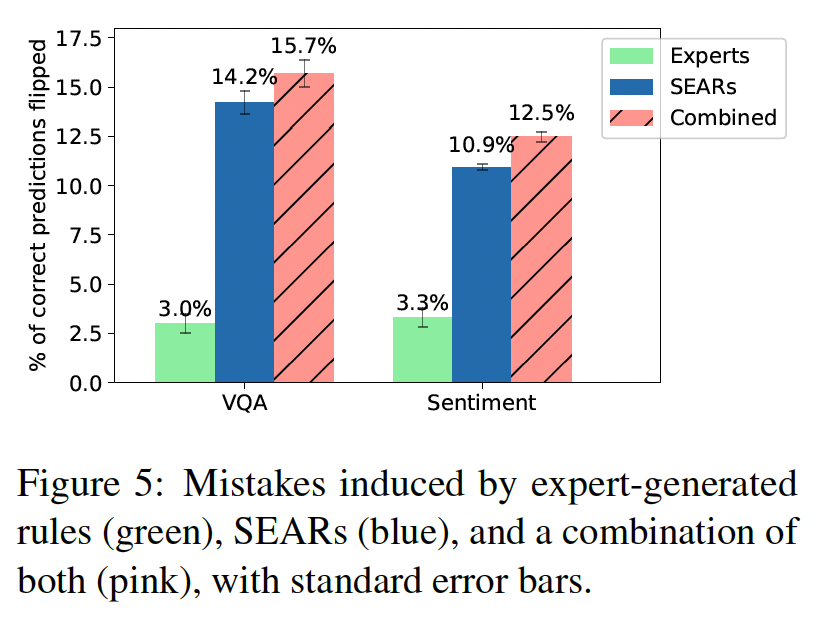 % of correct predictions flipped
17.5
15.0
12.5
10.0
7.5
5.0
2.5
0.0
3.0%
14.2%
15.7%
3.3%
10.9%
12.5%
VQA
Sentiment
Experts
SEARs
Combined
Figure 5: Mistakes induced by expert-generated
rules (green), SEARs (blue), and a combination of
both (pink), with standard error bars.